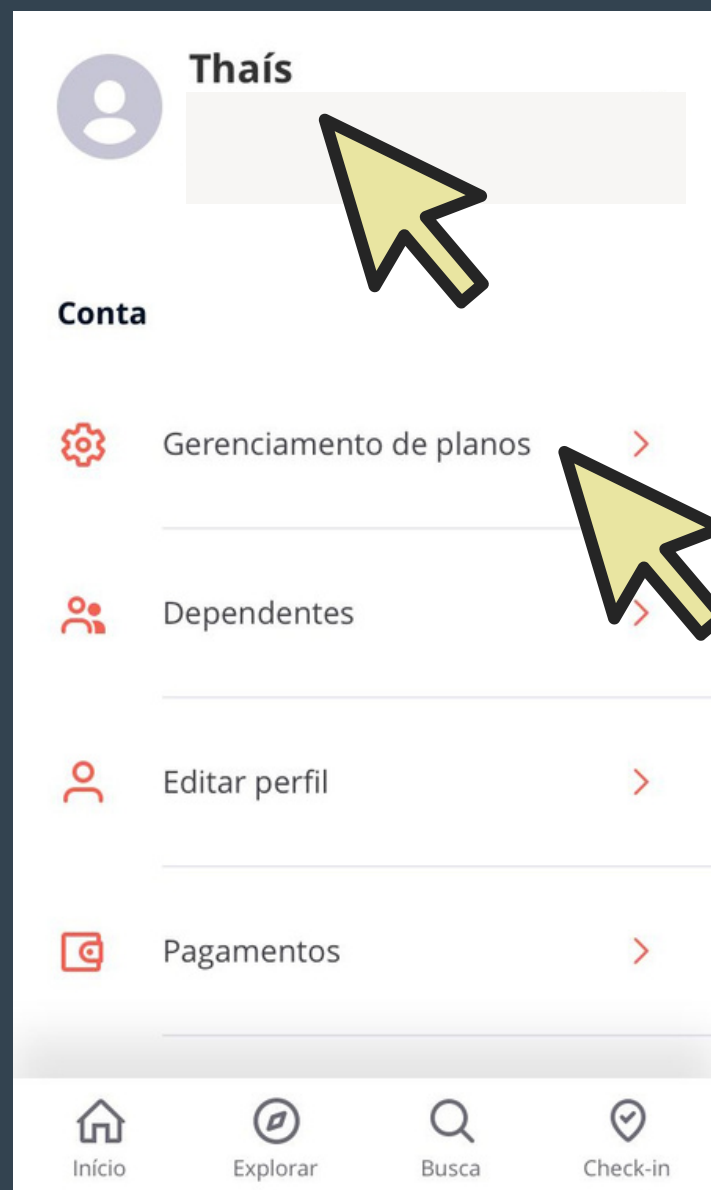 Thaís
Conta
Gerenciamento de planos
Dependentes
Editar perfil
Pagamentos
Início
Explorar
Busca
Check-in